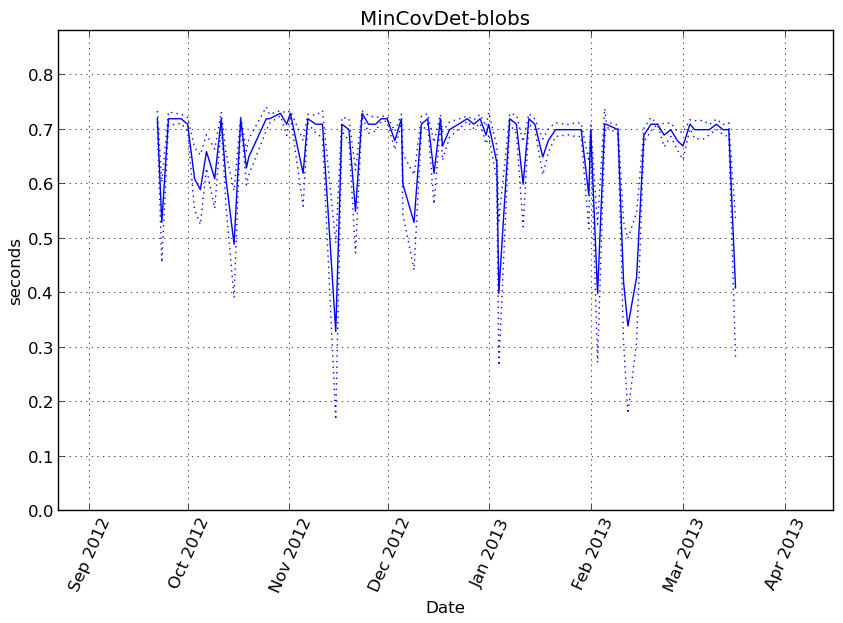 MinCovDet-blobs
0.8
0.7
0.6
0.5
0.4
0.3
0.2
0.1
0.0
seconds
Sep 2012
Oct 2012
Nov 2012
Dec 2012
Jan 2013
Feb 2013
Mar 2013
Apr 2013
Date